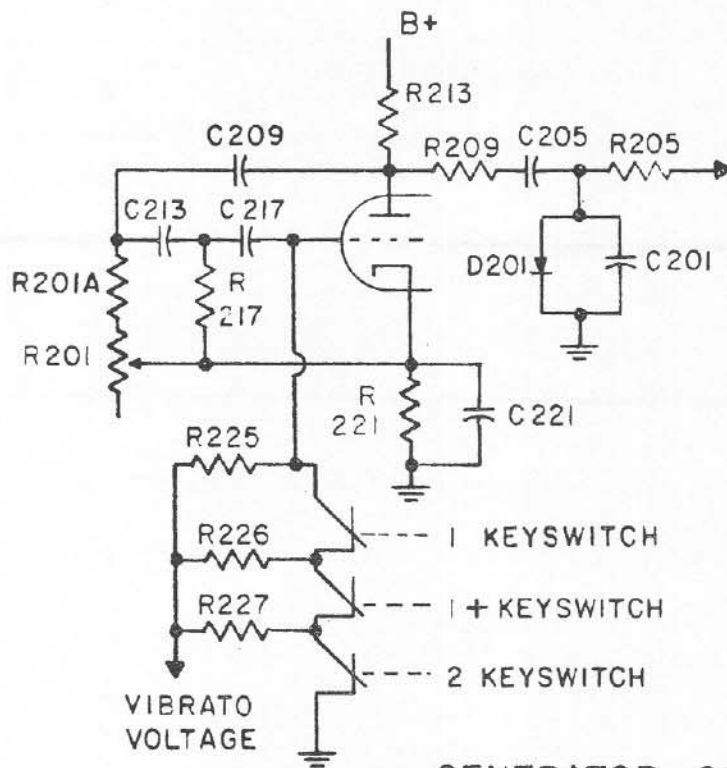 B+
R213
C209
R209
C205
R205
C213
C217
R201A
R
217
D201
C201
R201
R
221
C221
R225
1 KEYSWITCH
R226
1+ KEYSWITCH
R227
2 KEYSWITCH
VIBRATO
VOLTAGE